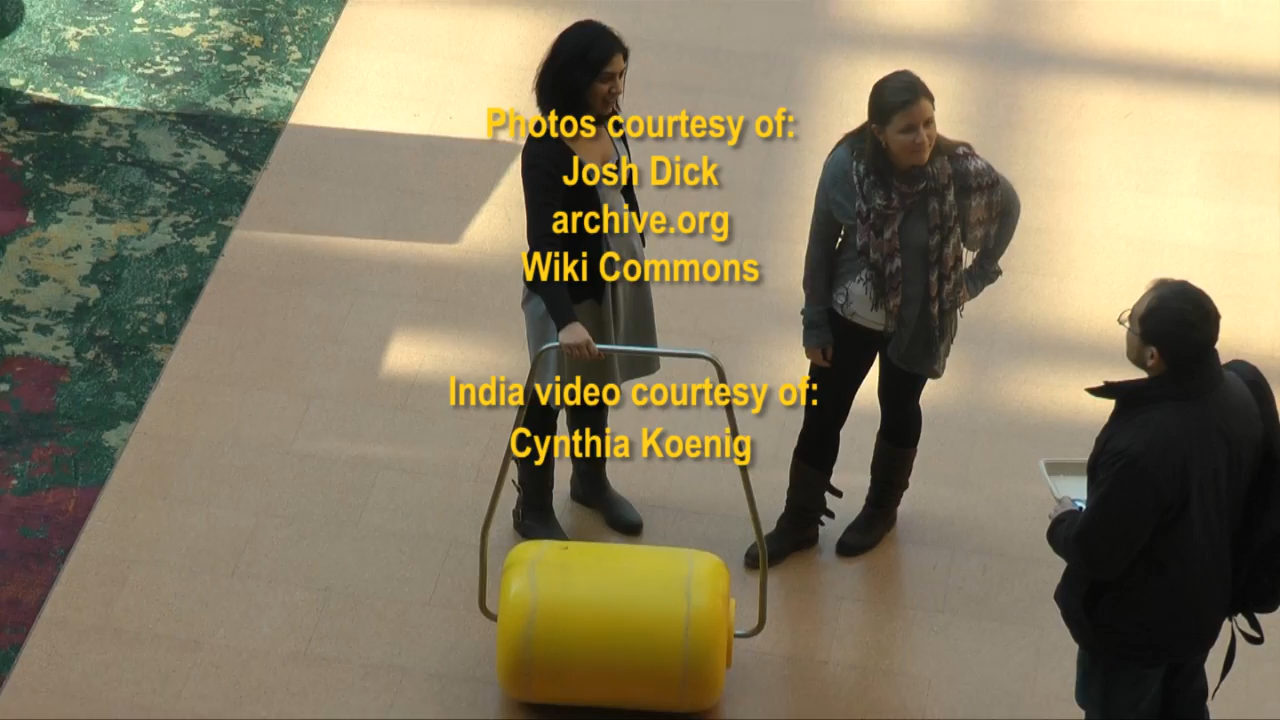 Photos courtesy of:
Josh Dick
archive.org
Wiki Commons
India video courtesy of:
Cynthia Koenig